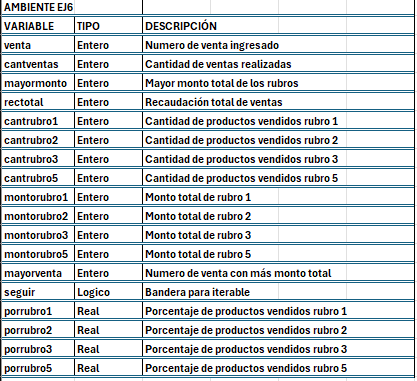 AMBIENTE EJ6
VARIABLE TIPO DESCRIPCIÓN
venta Entero Numero de venta ingresado
cantventas Entero Cantidad de ventas realizadas
mayormonto Entero Mayor monto total de los rubros
rectotal Entero Recaudación total de ventas
cantrubro1 Entero Cantidad de productos vendidos rubro 1
cantrubro2 Entero Cantidad de productos vendidos rubro 2
cantrubro3 Entero Cantidad de productos vendidos rubro 3
cantrubro5 Entero Cantidad de productos vendidos rubro 5
montorubro1 Entero Monto total de rubro 1
montorubro2 Entero Monto total de rubro 2
montorubro3 Entero Monto total de rubro 3
montorubro5 Entero Monto total de rubro 5
mayorventa Entero Numero de venta con más monto total
seguir Logico Bandera para iterable
porrubro1 Real Porcentaje de productos vendidos rubro 1
porrubro2 Real Porcentaje de productos vendidos rubro 2
porrubro3 Real Porcentaje de productos vendidos rubro 3
porrubro5 Real Porcentaje de productos vendidos rubro 5